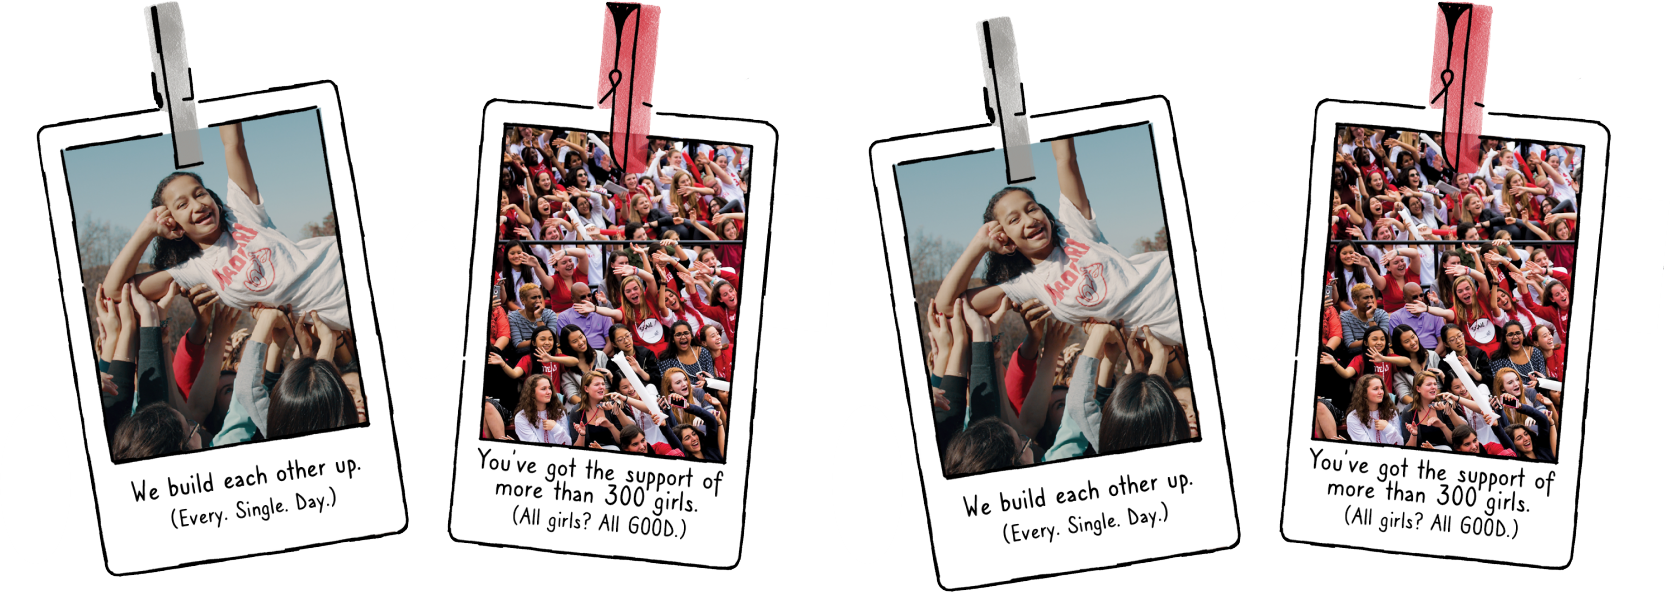 We build each other up.
(Every. Single. Day.)
You've got the support of
more than 300 girls.
(All girls? All GOOD.)
We build each other up.
(Every. Single. Day.)
You've got the support of
more than 300 girls.
(All girls? All GOOD.)